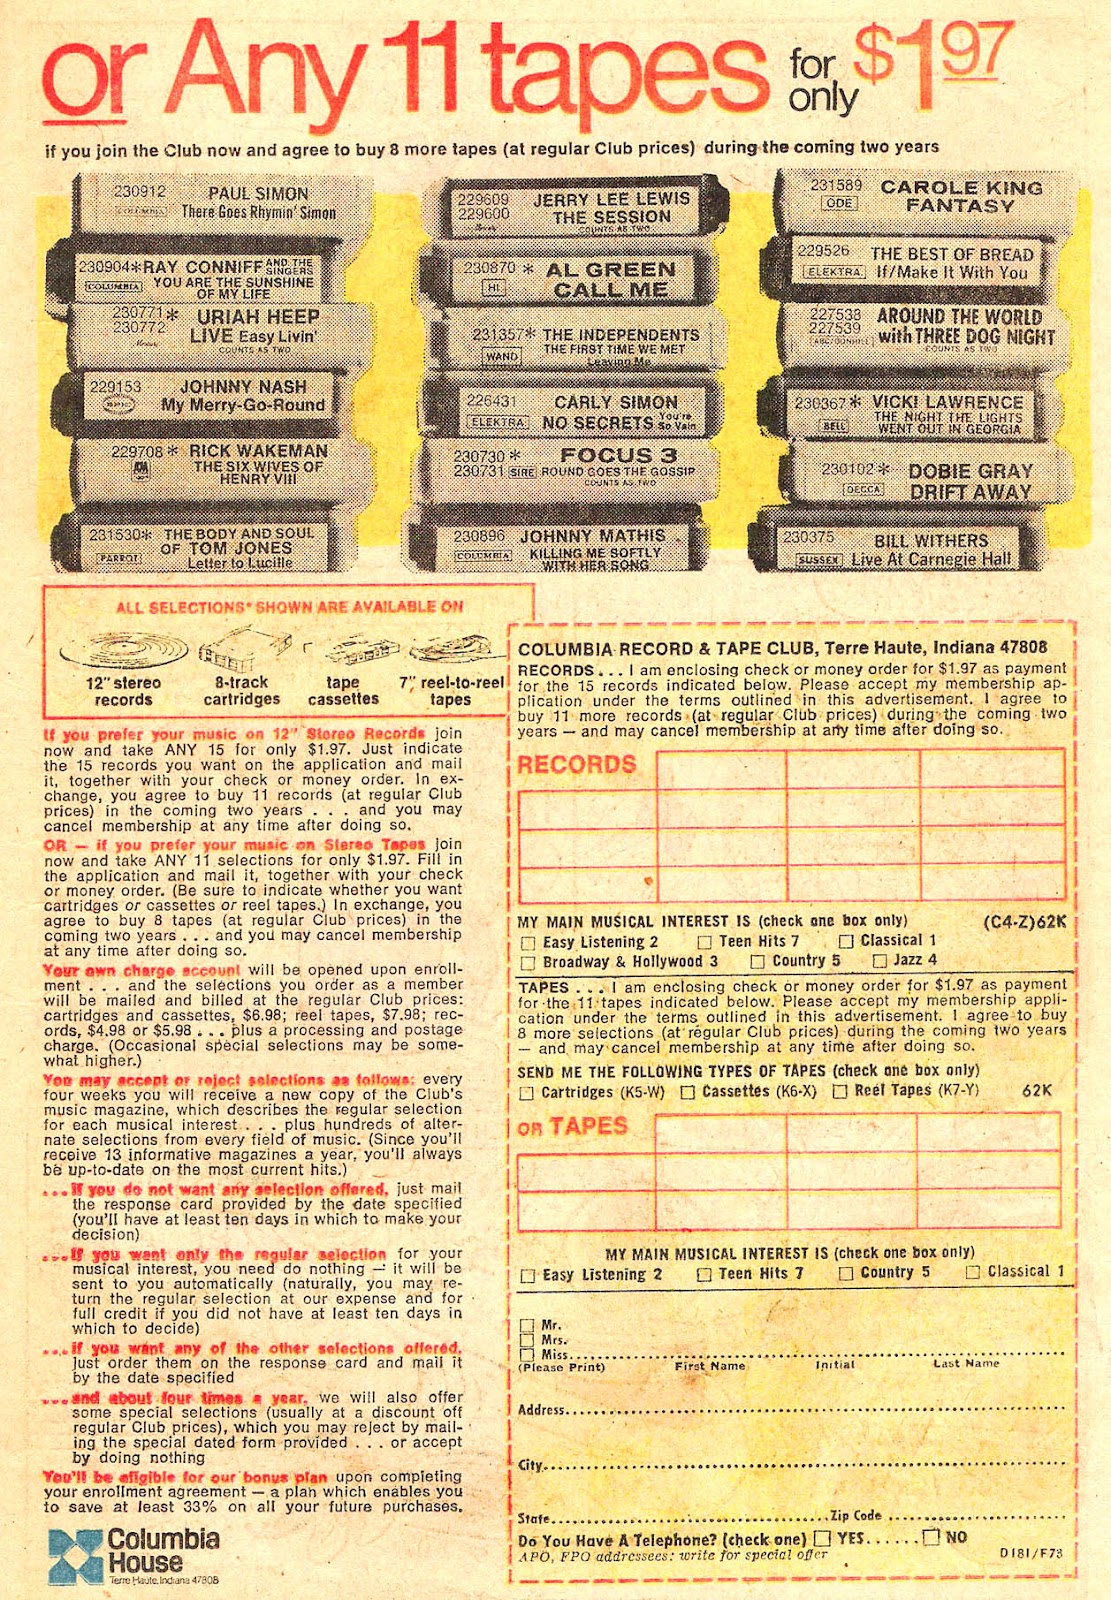 or Any 11 tapes for only $1.97
if you join the Club now and agree to buy 8 more tapes (at regular Club prices) during the coming two years
230912
COLUMBIA
PAUL SIMON
There Goes Rhymin' Simon
230904*
COLUMBIA
RAY CONNIFF AND THE SINGERS
YOU ARE THE SUNSHINE
OF MY LIFE
230771*
230772
URIAH HEEP
LIVE Easy Livin'
COUNTS AS TWO
229153
JOHNNY NASH
My Merry-Go-Round
229708*
RICK WAKEMAN
THE SIX WIVES OF
HENRY VIII
231530*
PARROT
THE BODY AND SOUL
OF TOM JONES
Letter to Lucille
229609
229600
JERRY LEE LEWIS
THE SESSION
COUNTS AS TWO
230870 *
HI
AL GREEN
CALL ME
231357*
WAND
THE INDEPENDENTS
THE FIRST TIME WE MET
Leaving Me
226431
ELEKTRA
CARLY SIMON
NO SECRETS You're So Vain
230730 *
230731 SIRE
FOCUS 3
ROUND GOES THE GOSSIP
COUNTS AS TWO
230896
COLUMBIA
JOHNNY MATHIS
KILLING ME SOFTLY
WITH HER SONG
231589
ODE
CAROLE KING
FANTASY
229526
ELEKTRA
THE BEST OF BREAD
If/Make It With You
227538
227539
ABC/DUNHILL
AROUND THE WORLD
with THREE DOG NIGHT
COUNTS AS TWO
230367*
BELL
VICKI LAWRENCE
THE NIGHT THE LIGHTS
WENT OUT IN GEORGIA
230102*
DECCA
DOBIE GRAY
DRIFT AWAY
230375
SUSSEX
BILL WITHERS
Live At Carnegie Hall
ALL SELECTIONS* SHOWN ARE AVAILABLE ON
12" stereo
records
8-track
cartridges
tape
cassettes
7" reel-to-reel
tapes
If you prefer your music on 12" Stereo Records join
now and take ANY 15 for only $1.97. Just indicate
the 15 records you want on the application and mail
it, together with your check or money order. In ex-
change, you agree to buy 11 records (at regular Club
prices) in the coming two years . . . and you may
cancel membership at any time after doing so.
OR — if you prefer your music on Stereo Tapes join
now and take ANY 11 selections for only $1.97. Fill in
the application and mail it, together with your check
or money order. (Be sure to indicate whether you want
cartridges or cassettes or reel tapes.) In exchange, you
agree to buy 8 tapes (at regular Club prices) in the
coming two years . . . and you may cancel membership
at any time after doing so.
Your own charge account will be opened upon enroll-
ment . . . and the selections you order as a member
will be mailed and billed at the regular Club prices:
cartridges and cassettes, $6.98; reel tapes, $7.98; rec-
ords, $4.98 or $5.98 . . . plus a processing and postage
charge. (Occasional special selections may be some-
what higher.)
You may accept or reject selections as follows: every
four weeks you will receive a new copy of the Club's
music magazine, which describes the regular selection
for each musical interest . . . plus hundreds of alter-
nate selections from every field of music. (Since you'll
receive 13 informative magazines a year, you'll always
be up-to-date on the most current hits.)
...if you do not want any selection offered, just mail
the response card provided by the date specified
(you'll have at least ten days in which to make your
decision)
...if you want only the regular selection for your
musical interest, you need do nothing — it will be
sent to you automatically (naturally, you may re-
turn the regular selection at our expense and for
full credit if you did not have at least ten days in
which to decide)
...if you want any of the other selections offered,
just order them on the response card and mail it
by the date specified
...and about four times a year, we will also offer
some special selections (usually at a discount off
regular Club prices), which you may reject by mail-
ing the special dated form provided . . . or accept
by doing nothing
You'll be eligible for our bonus plan upon completing
your enrollment agreement — a plan which enables you
to save at least 33% on all your future purchases.
Columbia
House
Terre Haute, Indiana 47808
COLUMBIA RECORD & TAPE CLUB, Terre Haute, Indiana 47808
RECORDS . . . I am enclosing check or money order for $1.97 as payment
for the 15 records indicated below. Please accept my membership ap-
plication under the terms outlined in this advertisement. I agree to
buy 11 more records (at regular Club prices) during the coming two
years — and may cancel membership at any time after doing so.
RECORDS
MY MAIN MUSICAL INTEREST IS (check one box only) (C4-Z)62K
Easy Listening 2 Teen Hits 7 Classical 1
Broadway & Hollywood 3 Country 5 Jazz 4
TAPES . . . I am enclosing check or money order for $1.97 as payment
for the 11 tapes indicated below. Please accept my membership appli-
cation under the terms outlined in this advertisement. I agree to buy
8 more selections (at regular Club prices) during the coming two years
— and may cancel membership at any time after doing so.
SEND ME THE FOLLOWING TYPES OF TAPES (check one box only)
Cartridges (K5-W) Cassettes (K6-X) Reel Tapes (K7-Y) 62K
OR TAPES
MY MAIN MUSICAL INTEREST IS (check one box only)
Easy Listening 2 Teen Hits 7 Country 5 Classical 1
Mr.
Mrs.
Miss
(Please Print) First Name Initial Last Name
Address
City
State Zip Code
Do You Have A Telephone? (check one) YES...... NO
APO, FPO addressees: write for special offer D181/F73